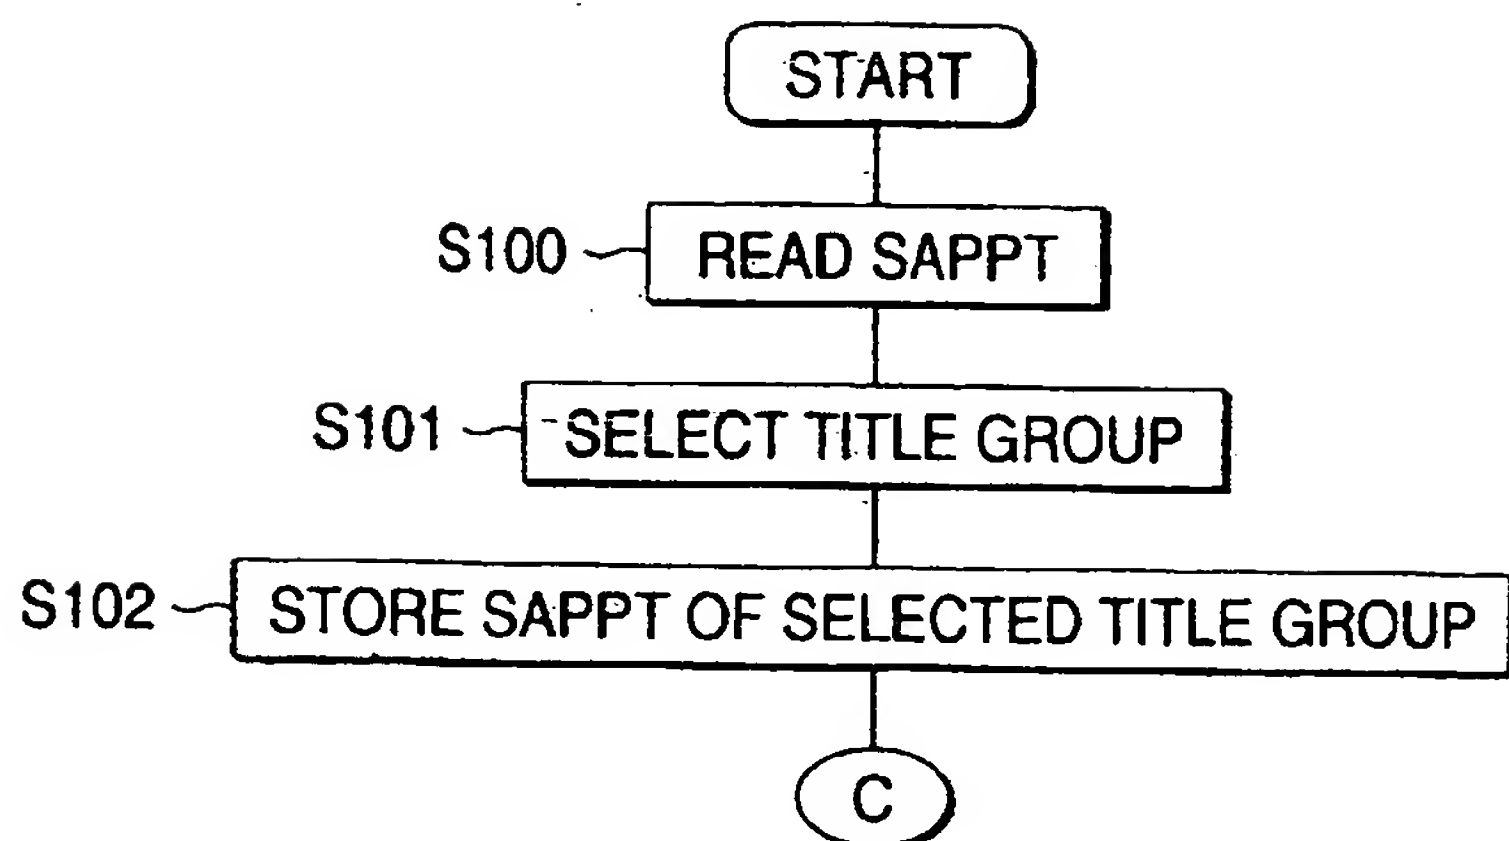 START
S100 READ SAPPT
S101 SELECT TITLE GROUP
S102 STORE SAPPT OF SELECTED TITLE GROUP
C